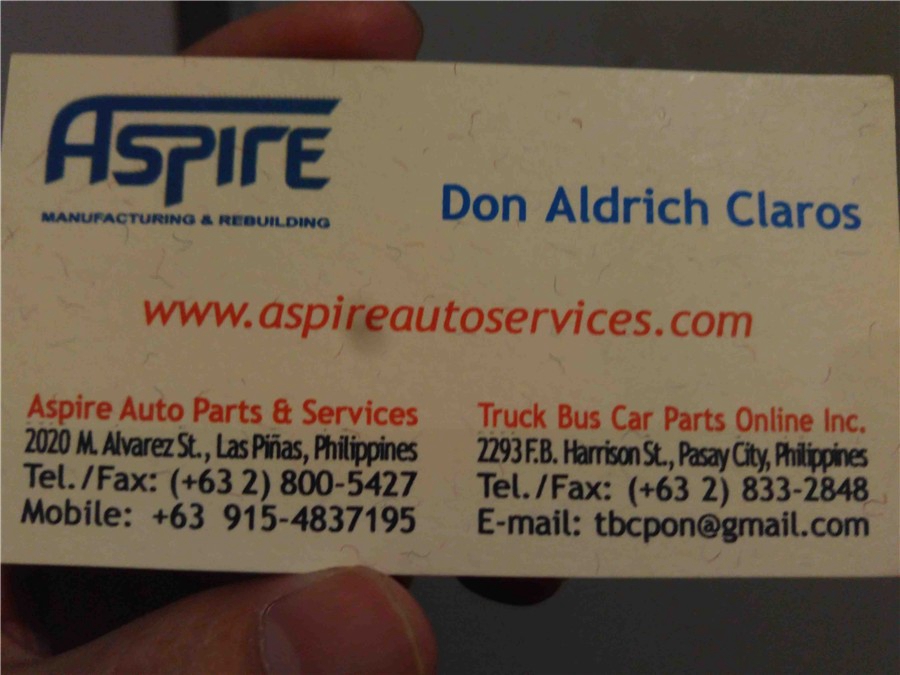 ASPIRE
MANUFACTURING & REBUILDING
Don Aldrich Claros
www.aspireautoservices.com
Aspire Auto Parts & Services
2020 M. Alvarez St., Las Piñas, Philippines
Tel./Fax: (+63 2) 800-5427
Mobile: +63 915-4837195
Truck Bus Car Parts Online Inc.
2293 F.B. Harrison St., Pasay City, Philippines
Tel./Fax: (+63 2) 833-2848
E-mail: tbcpon@gmail.com